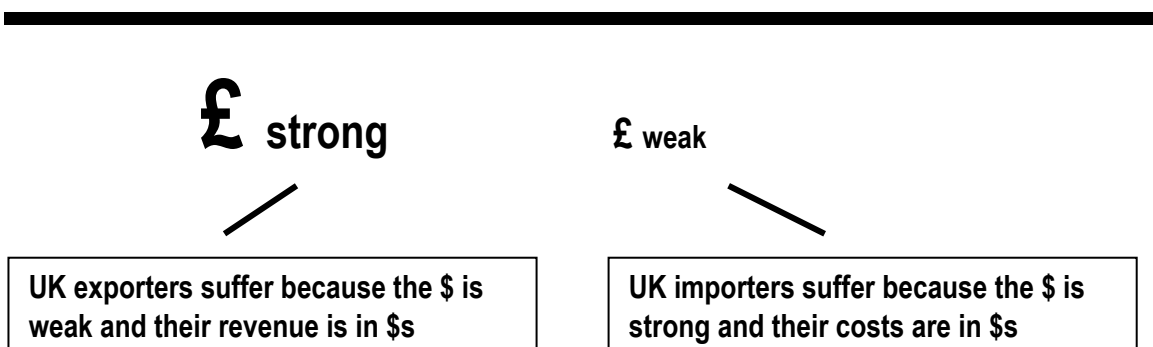 £ strong
£ weak
UK exporters suffer because the $ is
weak and their revenue is in $s
UK importers suffer because the $ is
strong and their costs are in $s